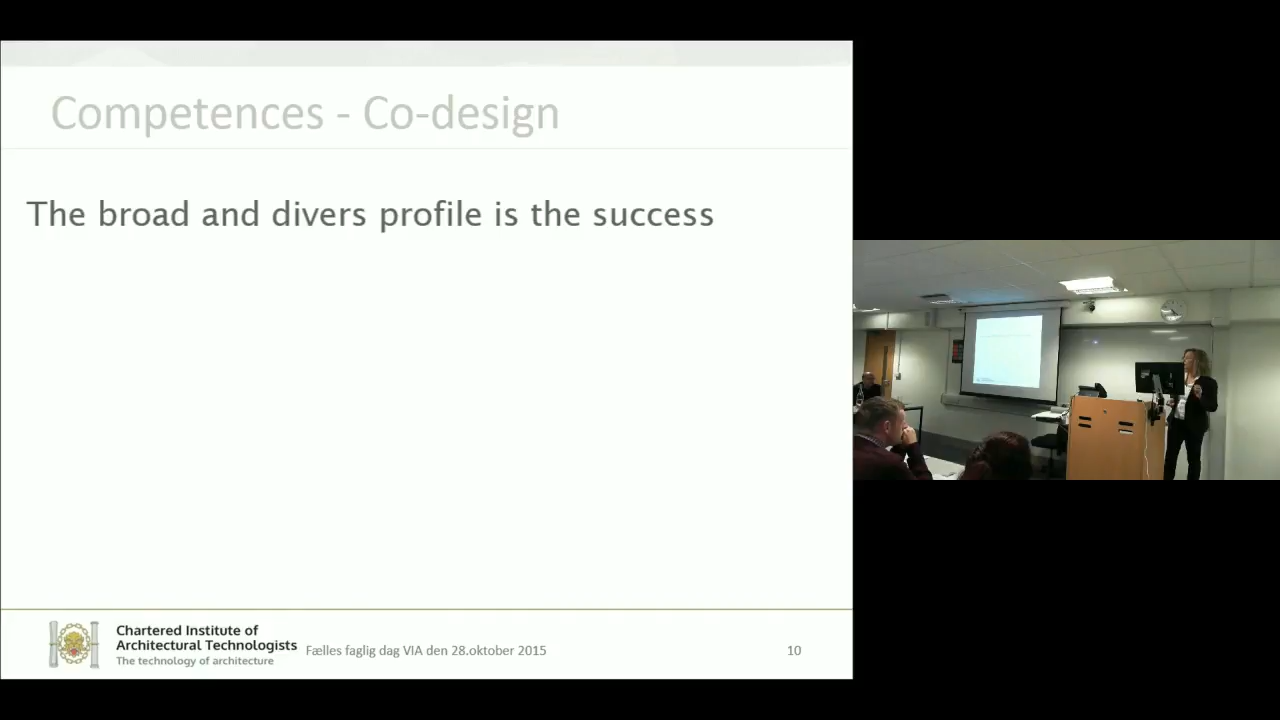 Competences - Co-design
The broad and divers profile is the success
Chartered Institute of
Architectural Technologists
The technology of architecture
Fælles faglig dag VIA den 28.oktober 2015
10